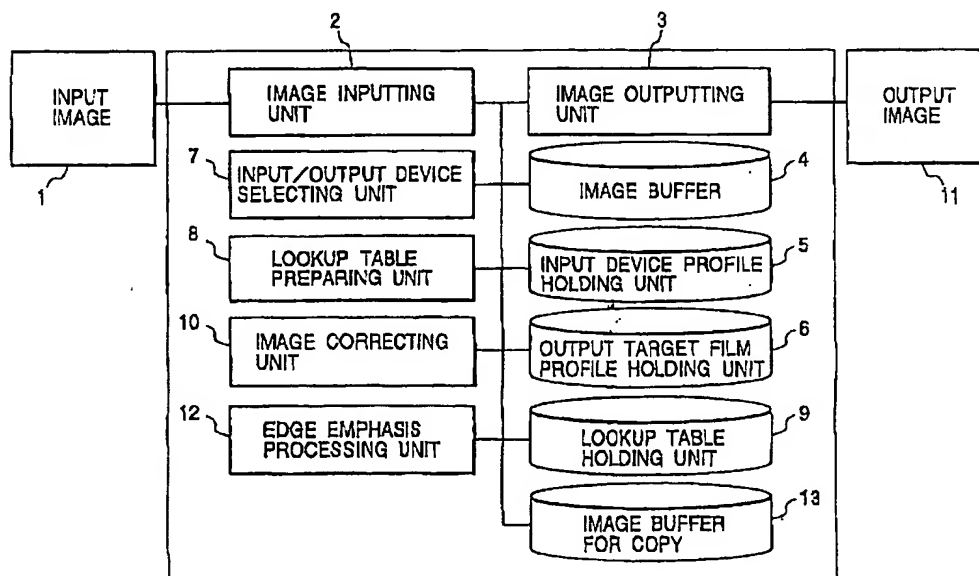 2
3
INPUT
IMAGE
IMAGE INPUTTING
UNIT
IMAGE OUTPUTTING
UNIT
OUTPUT
IMAGE
1
7
INPUT/OUTPUT DEVICE
SELECTING UNIT
IMAGE BUFFER
4
11
8
LOOKUP TABLE
PREPARING UNIT
INPUT DEVICE PROFILE
HOLDING UNIT
5
10
IMAGE CORRECTING
UNIT
OUTPUT TARGET FILM
PROFILE HOLDING UNIT
6
12
EDGE EMPHASIS
PROCESSING UNIT
LOOKUP TABLE
HOLDING UNIT
9
IMAGE BUFFER
FOR COPY
13